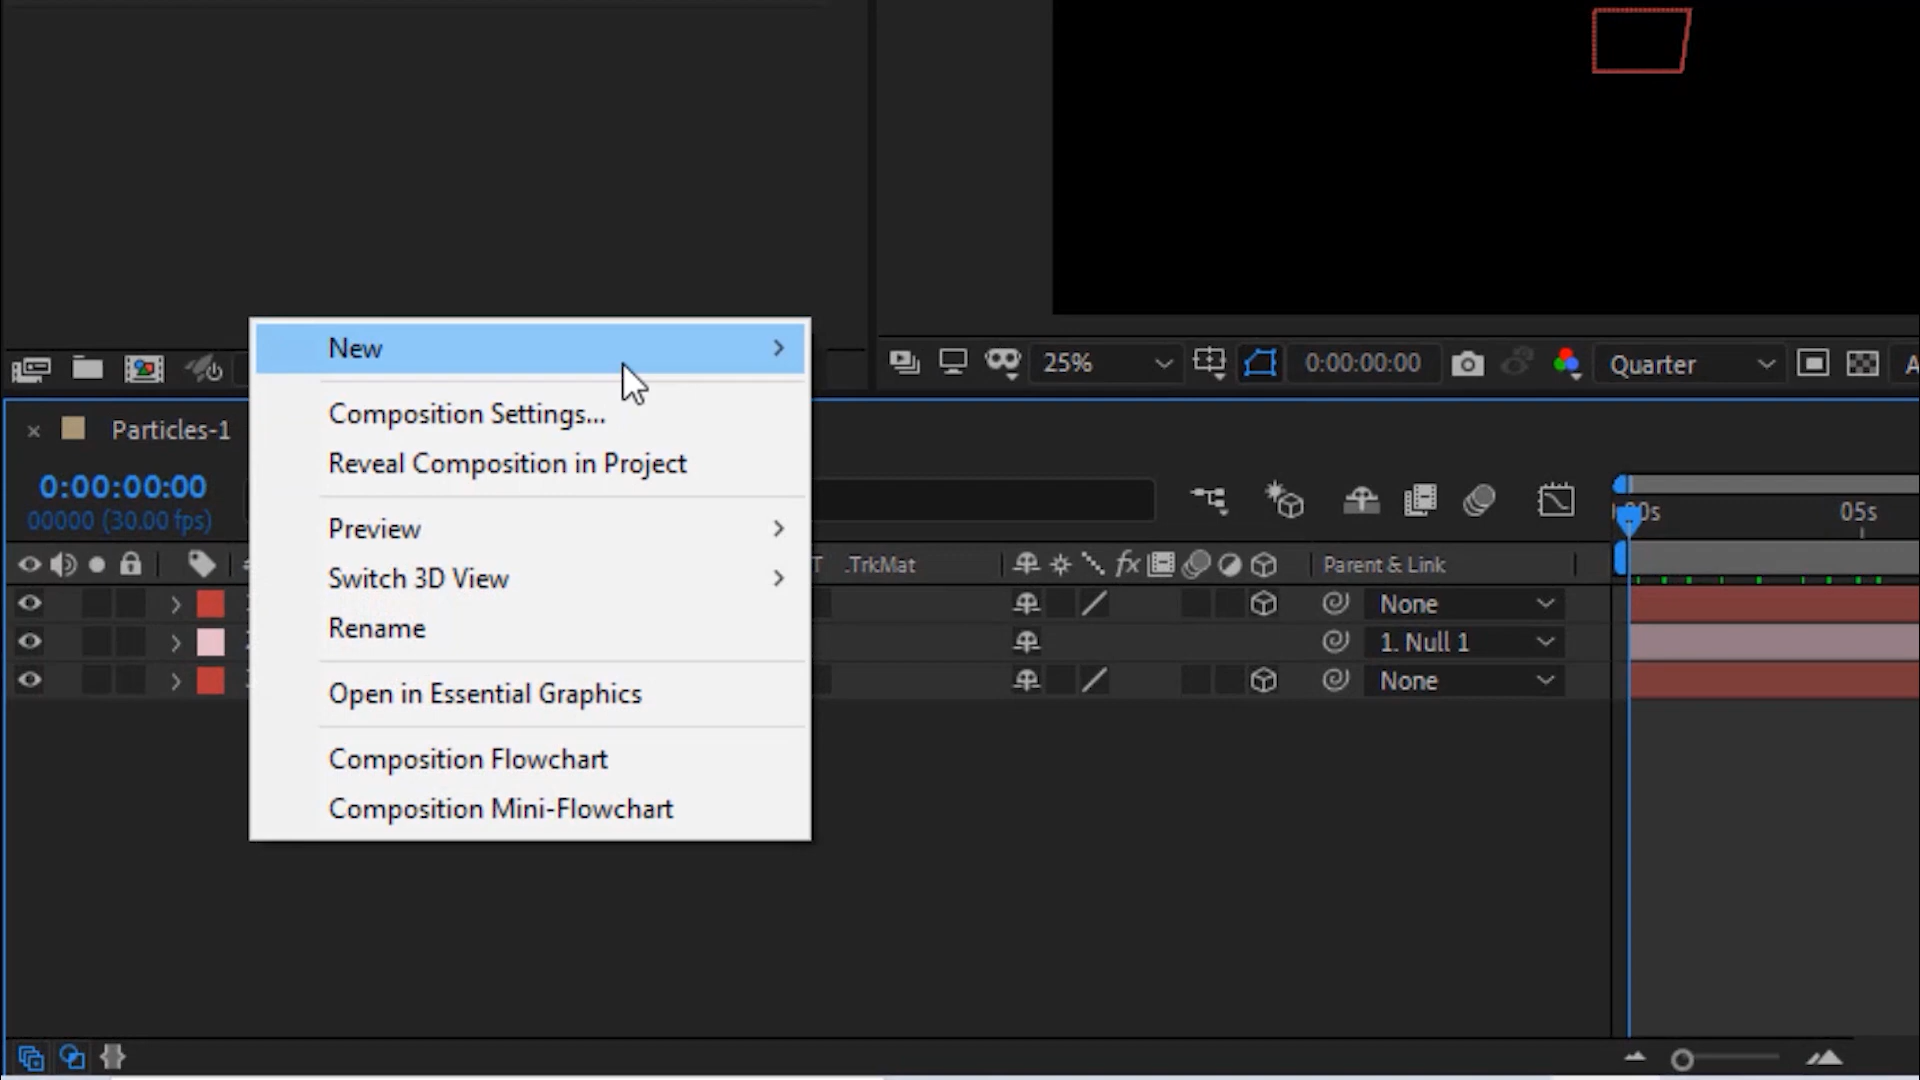 New
25%
0:00:00:00
Quarter
Composition Settings...
Particles-1
Reveal Composition in Project
0:00:00:00
00000 (30.00 fps)
05s
Preview
T .TrkMat
fx
Parent & Link
Switch 3D View
None
Rename
1. Null 1
None
Open in Essential Graphics
Composition Flowchart
Composition Mini-Flowchart